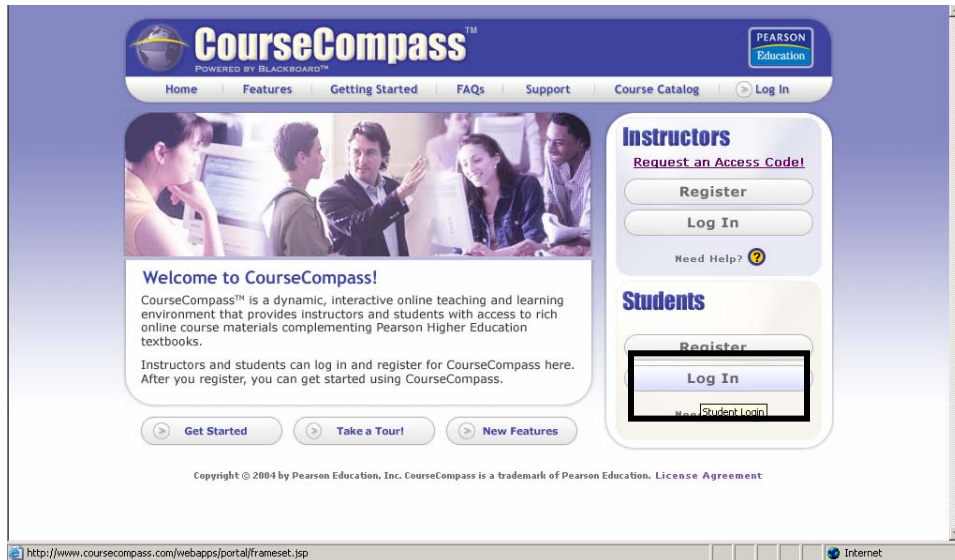 CourseCompass™
POWERED BY BLACKBOARD™
PEARSON
Education
Home Features Getting Started FAQs Support Course Catalog Log In
Instructors
Request an Access Code!
Register
Log In
Need Help? ?
Welcome to CourseCompass!
CourseCompass™ is a dynamic, interactive online teaching and learning
environment that provides instructors and students with access to rich
online course materials complementing Pearson Higher Education
textbooks.
Instructors and students can log in and register for CourseCompass here.
After you register, you can get started using CourseCompass.
Students
Register
Log In
Student Login
Get Started Take a Tour! New Features
Copyright © 2004 by Pearson Education, Inc. CourseCompass is a trademark of Pearson Education. License Agreement
http://www.coursecompass.com/webapps/portal/frameset.jsp Internet